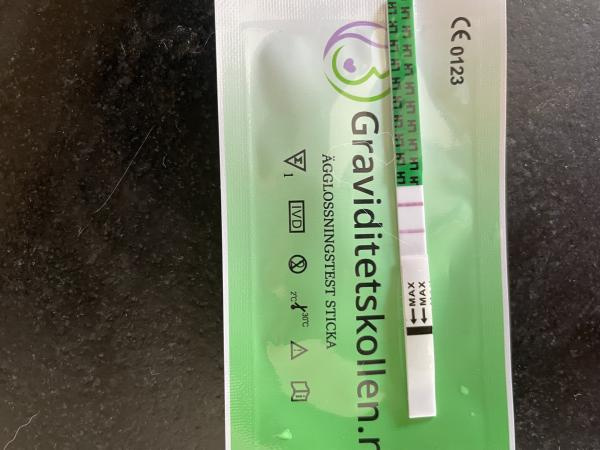 CE 0123
Graviditetskollen.n
ÄGGLOSSNINGSTEST STICKA
1
IVD
2°C
30°C
MAX
MAX